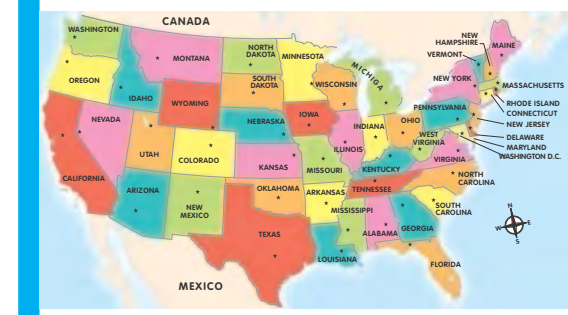 CANADA
WASHINGTON
MONTANA
NORTH
DAKOTA
MINNESOTA
MICHIGA
NEW
HAMPSHIRE
VERMONT
MAINE
OREGON
IDAHO
SOUTH
DAKOTA
WISCONSIN
NEW YORK
MASSACHUSETTS
WYOMING
RHODE ISLAND
CONNECTICUT
NEVADA
NEBRASKA
IOWA
ILLINOIS
INDIANA
OHIO
PENNSYLVANIA
NEW JERSEY
UTAH
COLORADO
WEST
VIRGINIA
DELAWARE
MARYLAND
WASHINGTON D.C.
CALIFORNIA
KANSAS
MISSOURI
KENTUCKY
VIRGINIA
ARIZONA
NEW
MEXICO
OKLAHOMA
ARKANSAS
TENNESSEE
NORTH
CAROLINA
MISSISSIPPI
SOUTH
CAROLINA
TEXAS
ALABAMA
GEORGIA
LOUISIANA
FLORIDA
MEXICO
N
W E
S